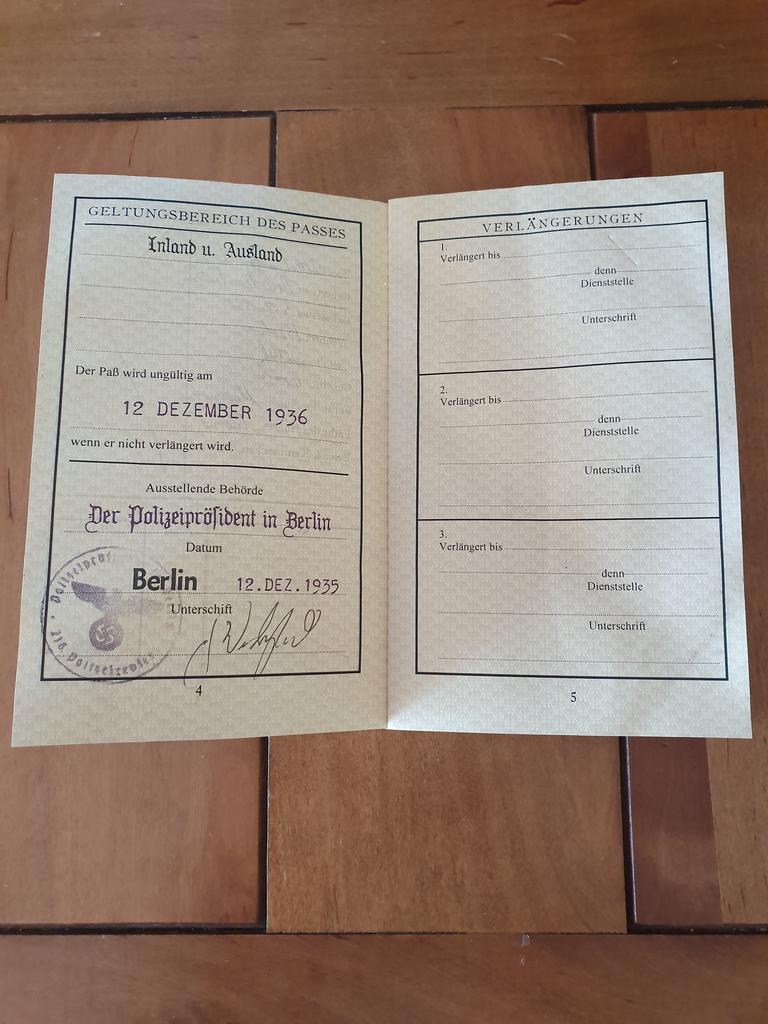 GELTUNGSBEREICH DES PASSES
Inland u. Ausland
Der Paß wird ungültig am
12 DEZEMBER 1936
wenn er nicht verlängert wird.
Ausstellende Behörde
Der Polizeipräsident in Berlin
Datum
Berlin 12.DEZ.1935
Unterschift
4
VERLÄNGERUNGEN
1.
Verlängert bis
denn
Dienststelle
Unterschrift
2.
Verlängert bis
denn
Dienststelle
Unterschrift
3.
Verlängert bis
denn
Dienststelle
Unterschrift
5